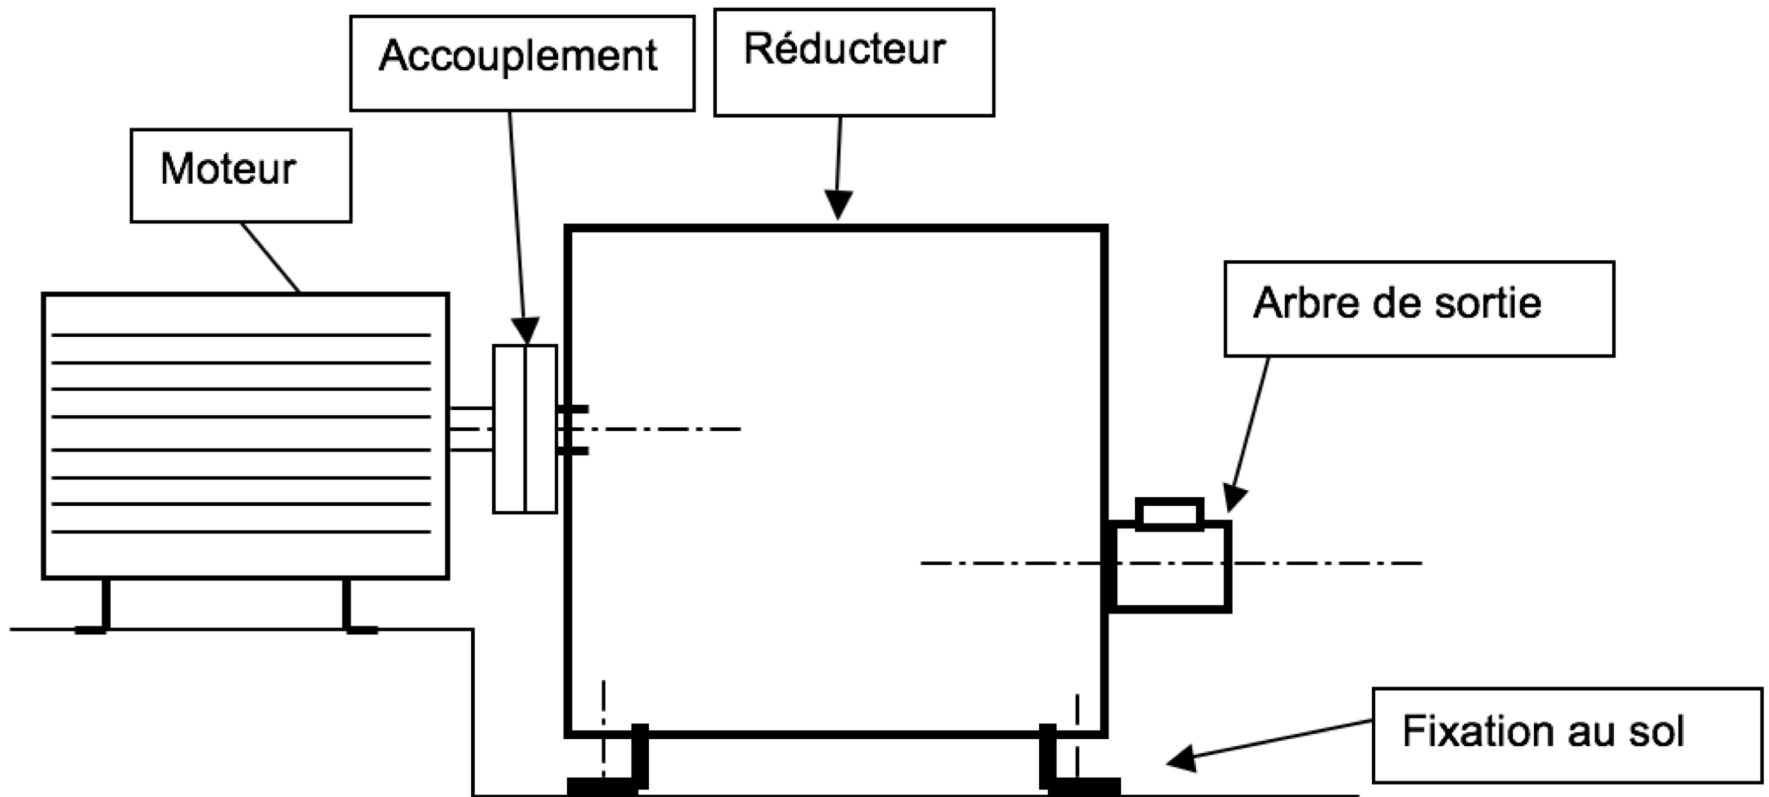 Accouplement
Réducteur
Moteur
Arbre de sortie
Fixation au sol